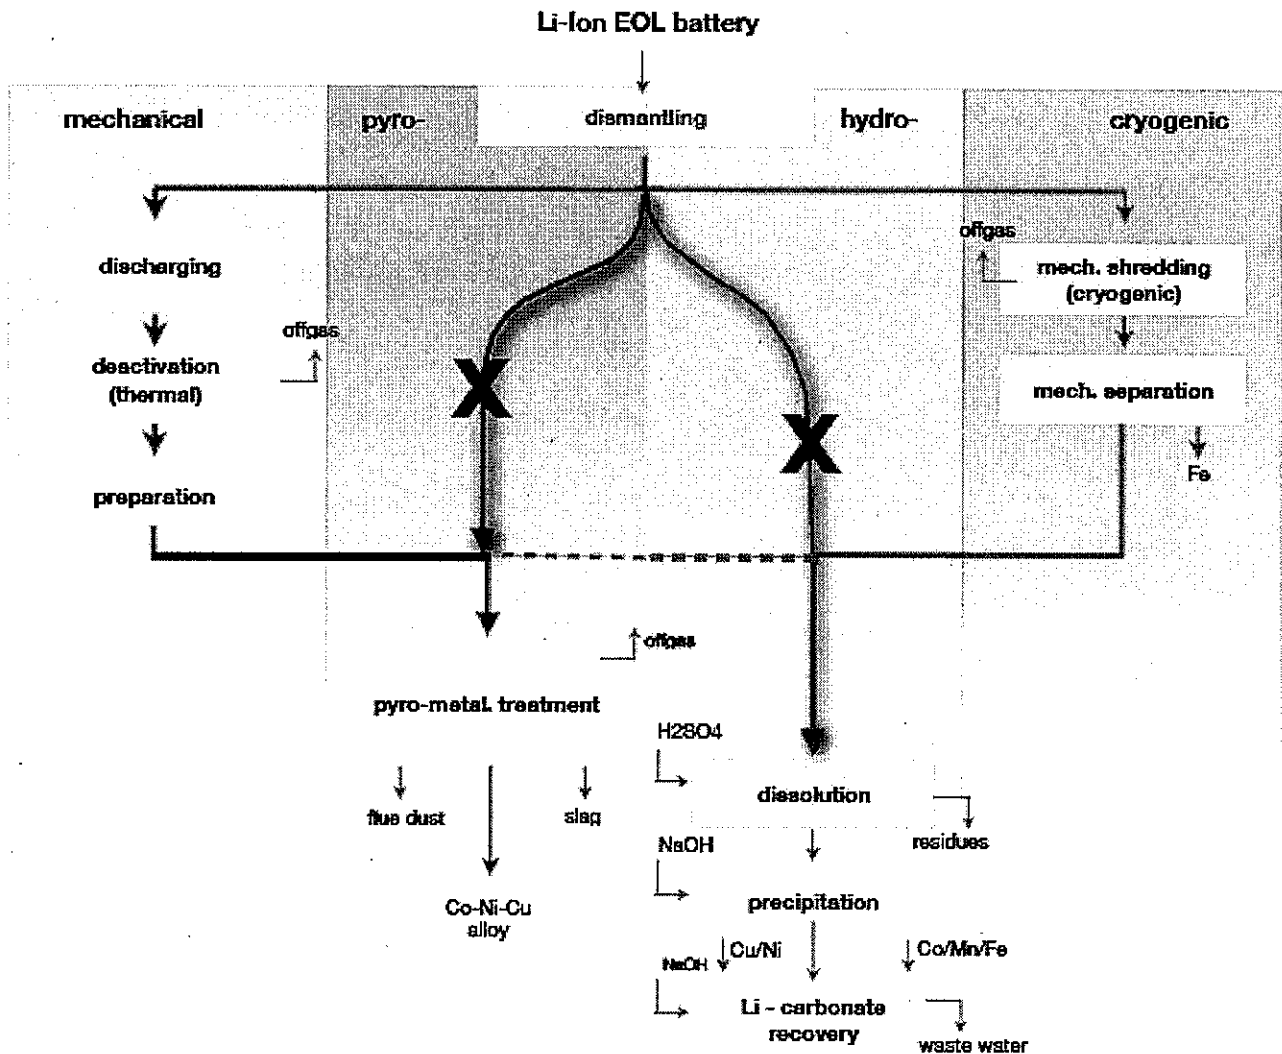 Li-Ion EOL battery
mechanical
pyro-
dismantling
hydro-
cryogenic
discharging
deactivation
(thermal)
offgas
preparation
X
X
offgas
mech. shredding
(cryogenic)
mech. separation
Fe
offgas
pyro-metal. treatment
flue dust
slag
Co-Ni-Cu
alloy
H2SO4
dissolution
residues
NaOH
precipitation
Cu/Ni
Co/Mn/Fe
NaOH
Li - carbonate
recovery
waste water